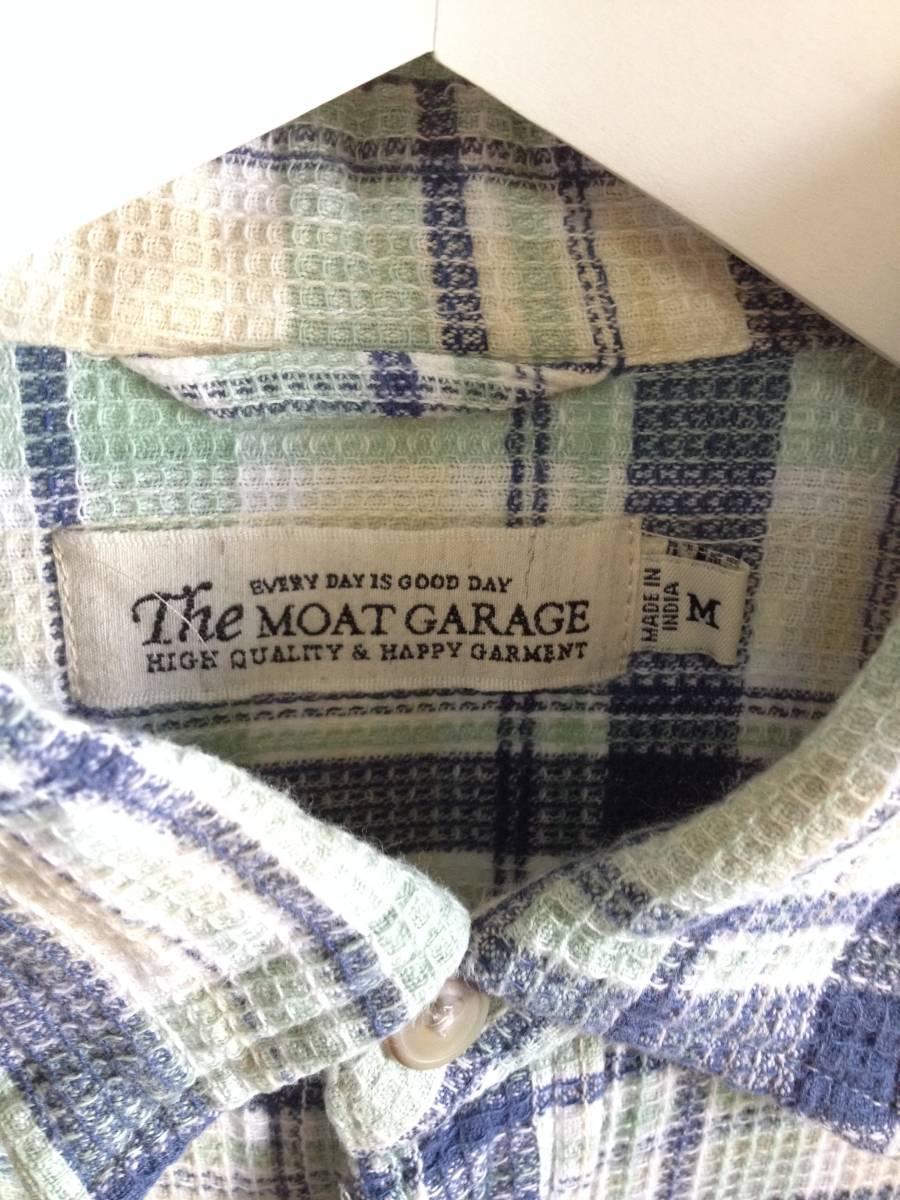 EVERY DAY IS GOOD DAY
The MOAT GARAGE
HIGH QUALITY & HAPPY GARMENT
MADE IN
INDIA
M